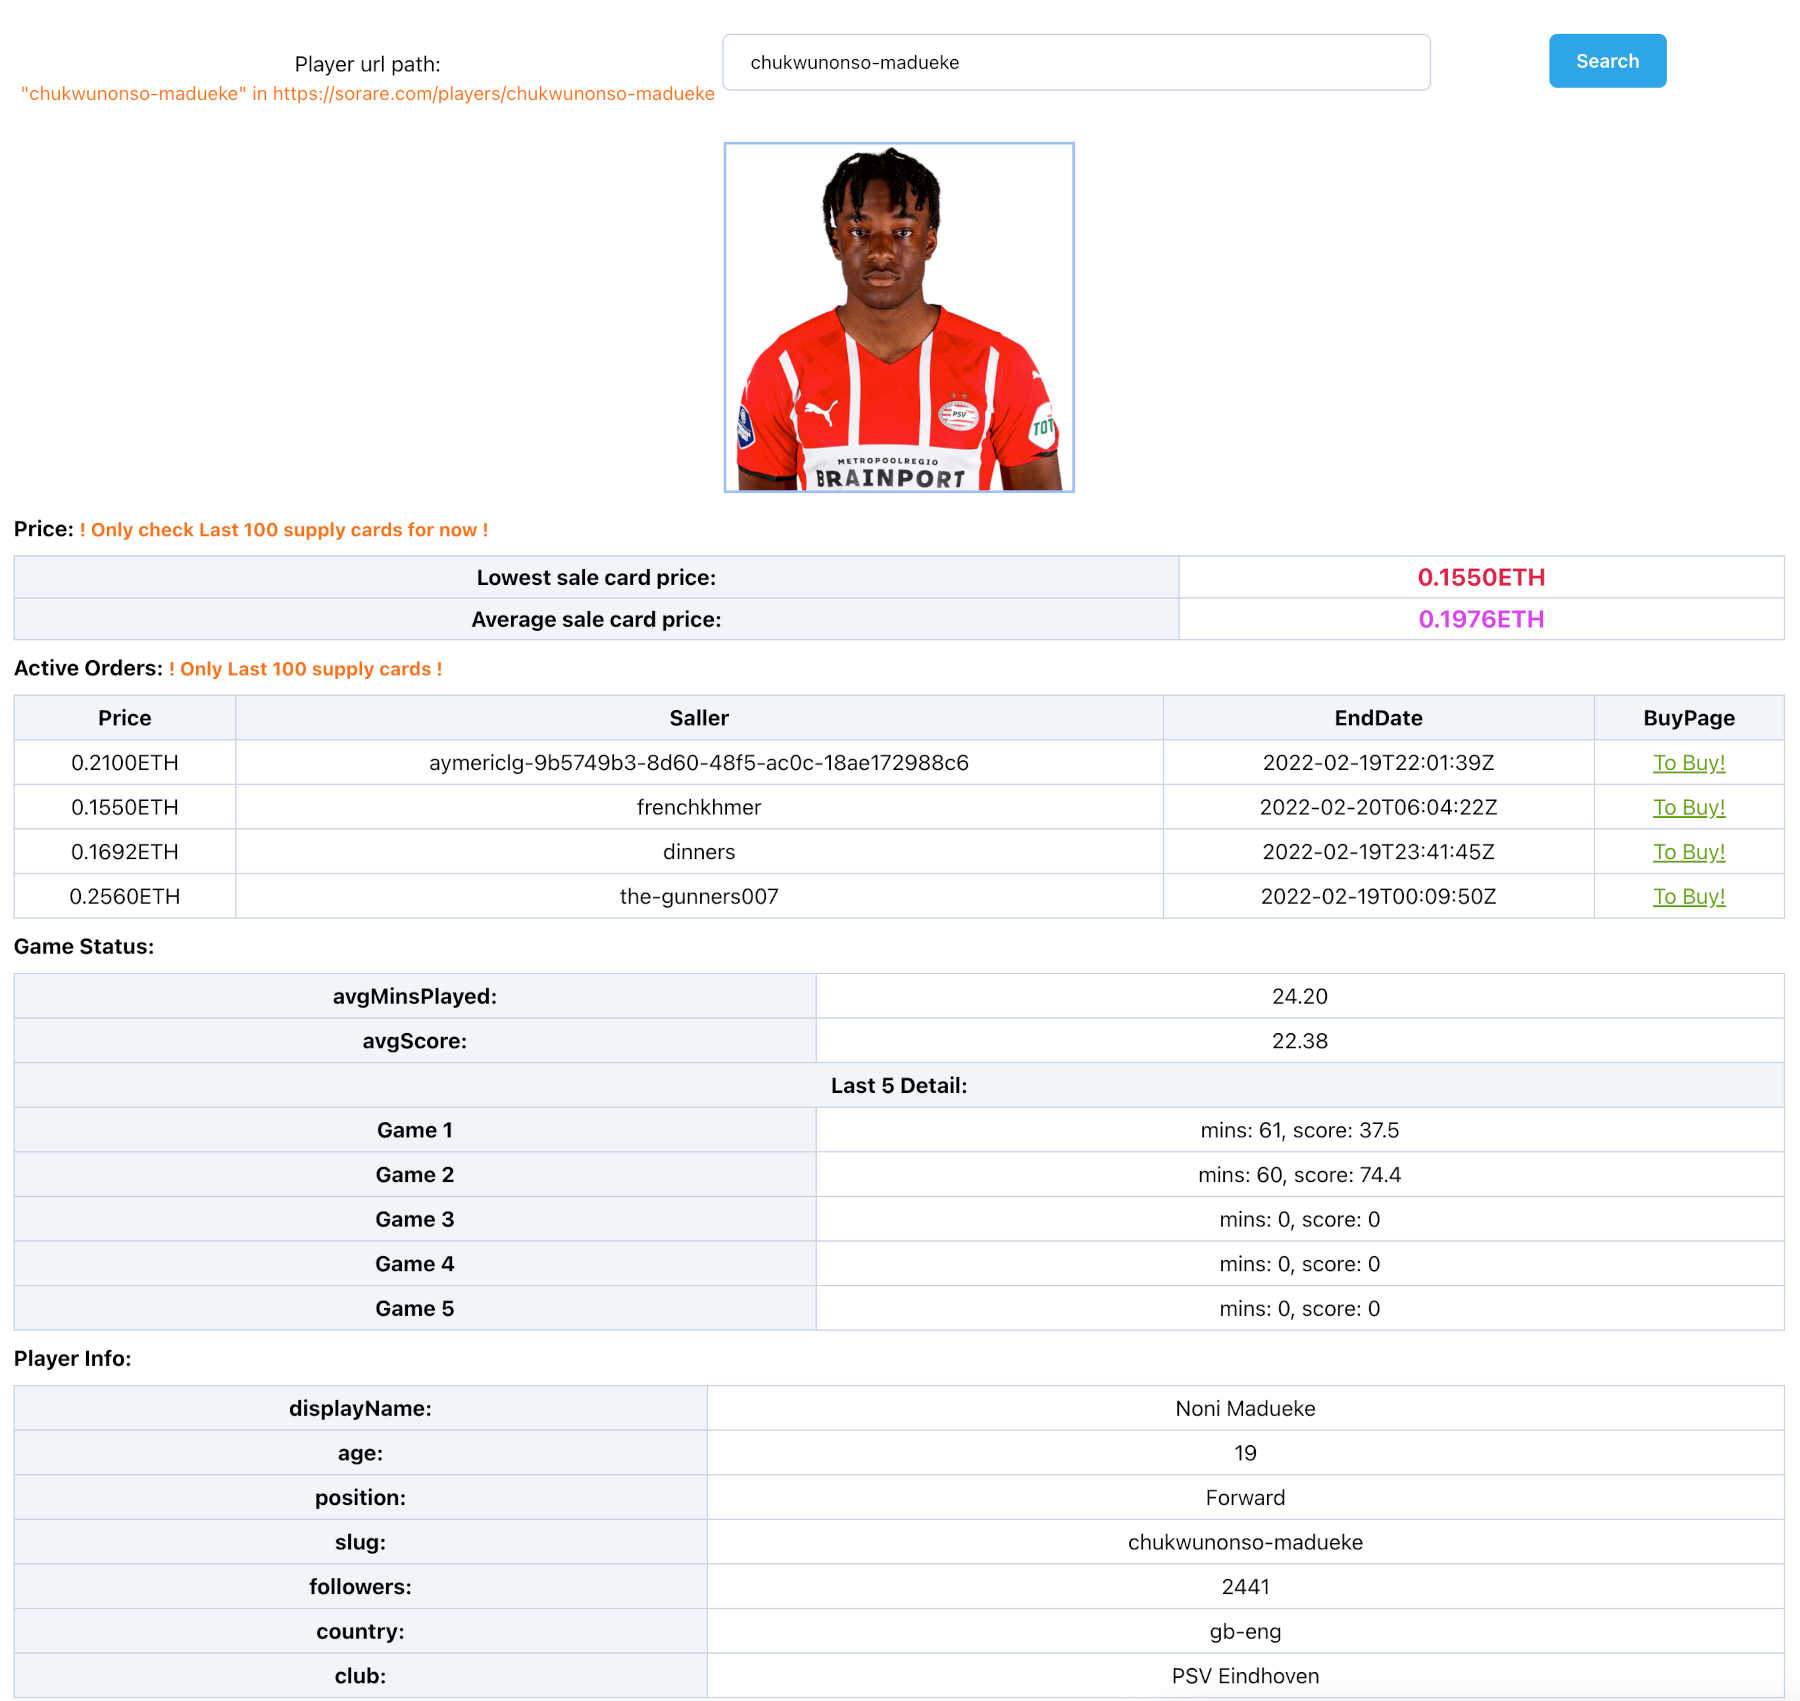 Player url path:
"chukwunonso-madueke" in https://sorare.com/players/chukwunonso-madueke
chukwunonso-madueke
Search
PSV
TOT
METROPOOLREGIO
BRAINPORT
Price: ! Only check Last 100 supply cards for now !
Lowest sale card price: 0.1550ETH
Average sale card price: 0.1976ETH
Active Orders: ! Only Last 100 supply cards !
Price Saller EndDate BuyPage
0.2100ETH aymericlg-9b5749b3-8d60-48f5-ac0c-18ae172988c6 2022-02-19T22:01:39Z To Buy!
0.1550ETH frenchkhmer 2022-02-20T06:04:22Z To Buy!
0.1692ETH dinners 2022-02-19T23:41:45Z To Buy!
0.2560ETH the-gunners007 2022-02-19T00:09:50Z To Buy!
Game Status:
avgMinsPlayed: 24.20
avgScore: 22.38
Last 5 Detail:
Game 1 mins: 61, score: 37.5
Game 2 mins: 60, score: 74.4
Game 3 mins: 0, score: 0
Game 4 mins: 0, score: 0
Game 5 mins: 0, score: 0
Player Info:
displayName: Noni Madueke
age: 19
position: Forward
slug: chukwunonso-madueke
followers: 2441
country: gb-eng
club: PSV Eindhoven